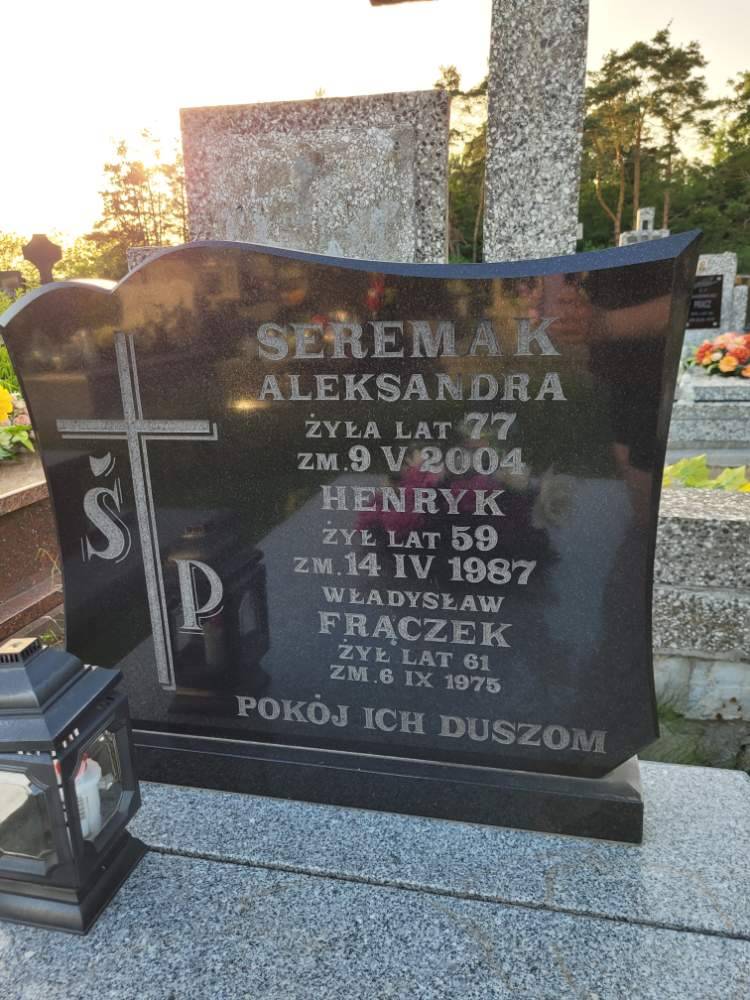 SEREMAK
ALEKSANDRA
ŻYŁA LAT 77
ZM. 9 V 2004
HENRYK
ŻYŁ LAT 59
ZM. 14 IV 1987
WŁADYSŁAW
FRĄCZEK
ŻYŁ LAT 61
ZM. 6 IX 1975
Ś P
POKÓJ ICH DUSZOM